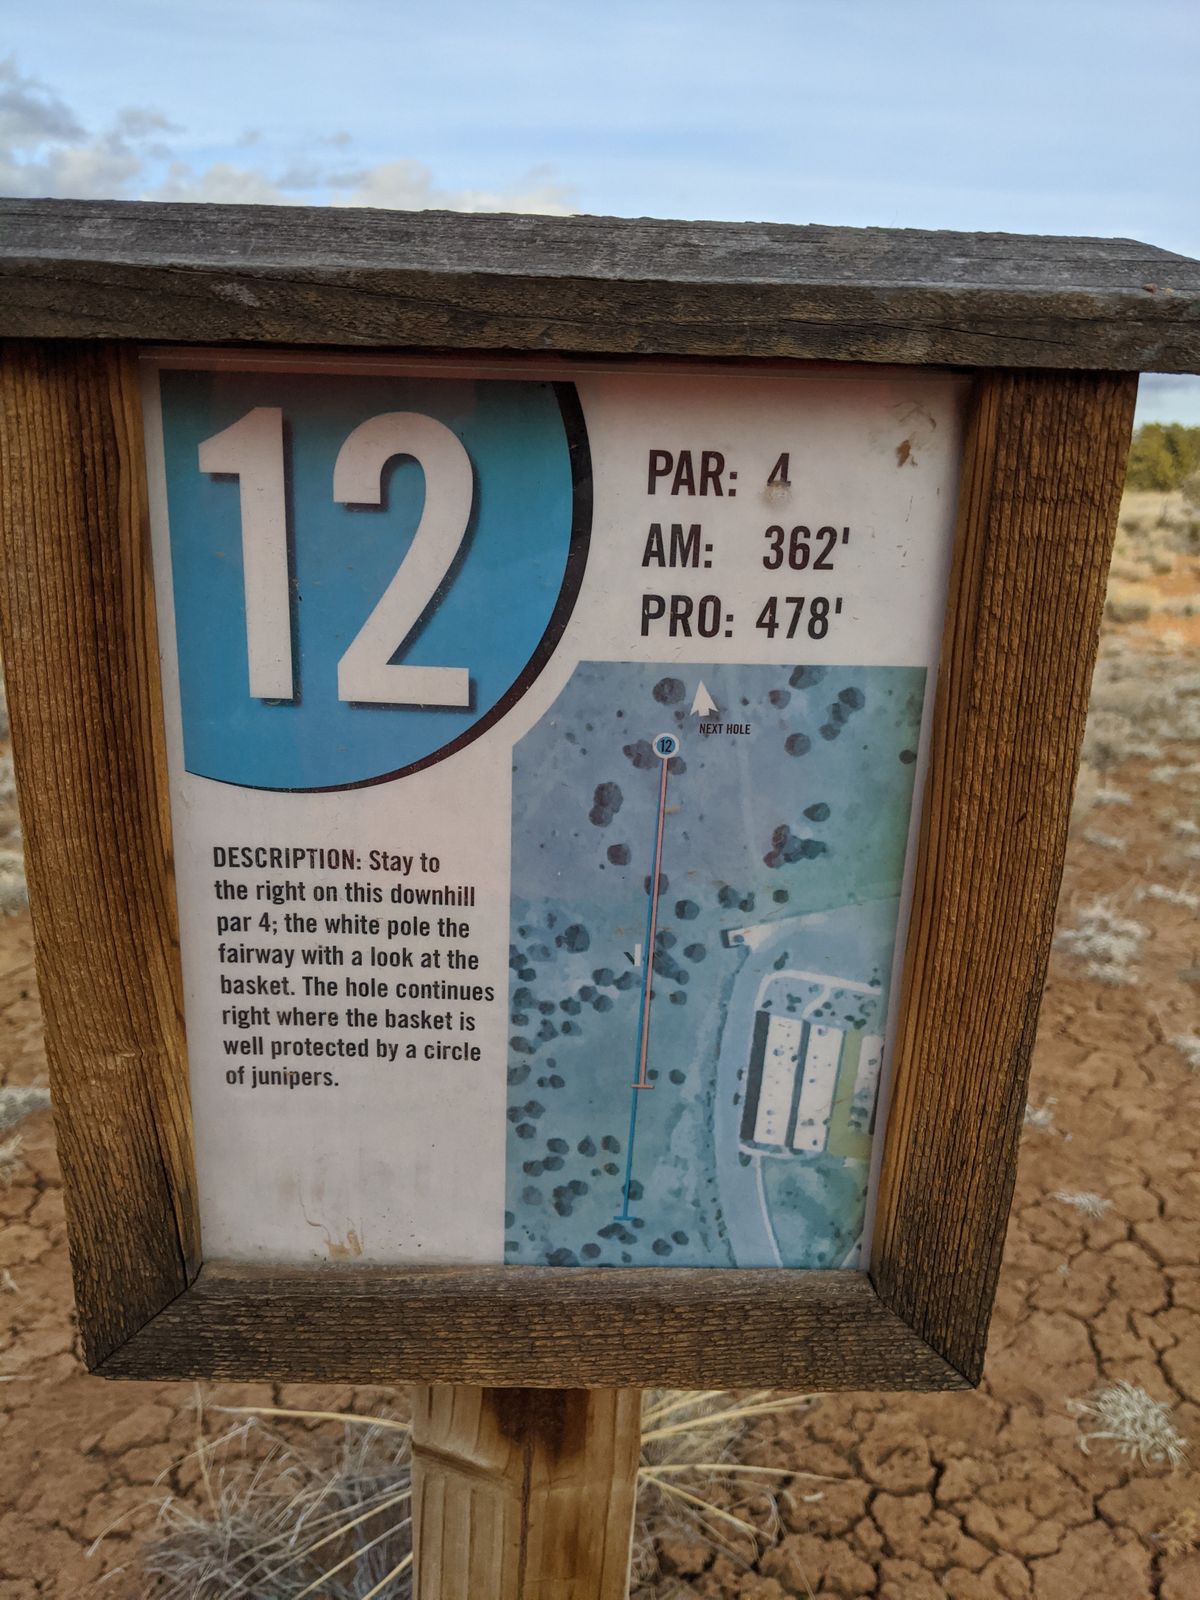 12
PAR: 4
AM: 362'
PRO: 478'
NEXT HOLE
12
DESCRIPTION: Stay to
the right on this downhill
par 4; the white pole the
fairway with a look at the
basket. The hole continues
right where the basket is
well protected by a circle
of junipers.